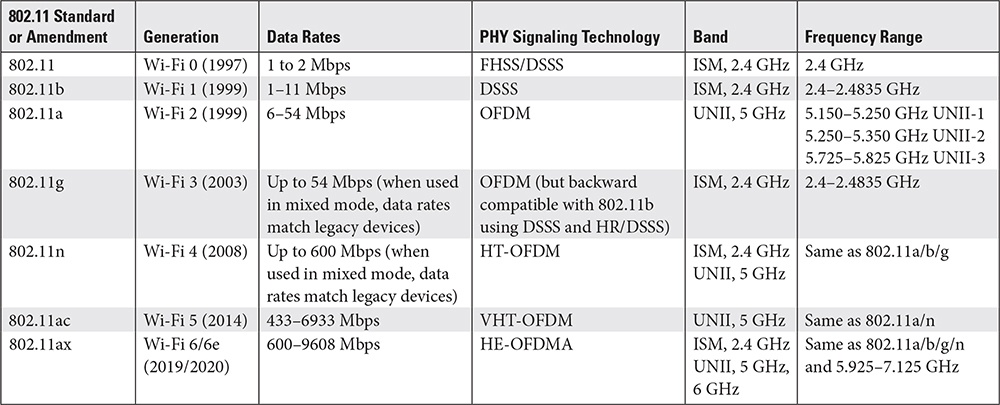 802.11 Standard or Amendment | Generation | Data Rates | PHY Signaling Technology | Band | Frequency Range
802.11 | Wi-Fi 0 (1997) | 1 to 2 Mbps | FHSS/DSSS | ISM, 2.4 GHz | 2.4 GHz
802.11b | Wi-Fi 1 (1999) | 1–11 Mbps | DSSS | ISM, 2.4 GHz | 2.4–2.4835 GHz
802.11a | Wi-Fi 2 (1999) | 6–54 Mbps | OFDM | UNII, 5 GHz | 5.150–5.250 GHz UNII-1
5.250–5.350 GHz UNII-2
5.725–5.825 GHz UNII-3
802.11g | Wi-Fi 3 (2003) | Up to 54 Mbps (when used | OFDM (but backward | ISM, 2.4 GHz | 2.4–2.4835 GHz
in mixed mode, data rates | compatible with 802.11b
match legacy devices) | using DSSS and HR/DSSS)
802.11n | Wi-Fi 4 (2008) | Up to 600 Mbps (when | HT-OFDM | ISM, 2.4 GHz | Same as 802.11a/b/g
used in mixed mode, data | UNII, 5 GHz
rates match legacy devices)
802.11ac | Wi-Fi 5 (2014) | 433–6933 Mbps | VHT-OFDM | UNII, 5 GHz | Same as 802.11a/n
802.11ax | Wi-Fi 6/6e | 600–9608 Mbps | HE-OFDMA | ISM, 2.4 GHz | Same as 802.11a/b/g/n
(2019/2020) | UNII, 5 GHz, | and 5.925–7.125 GHz
6 GHz